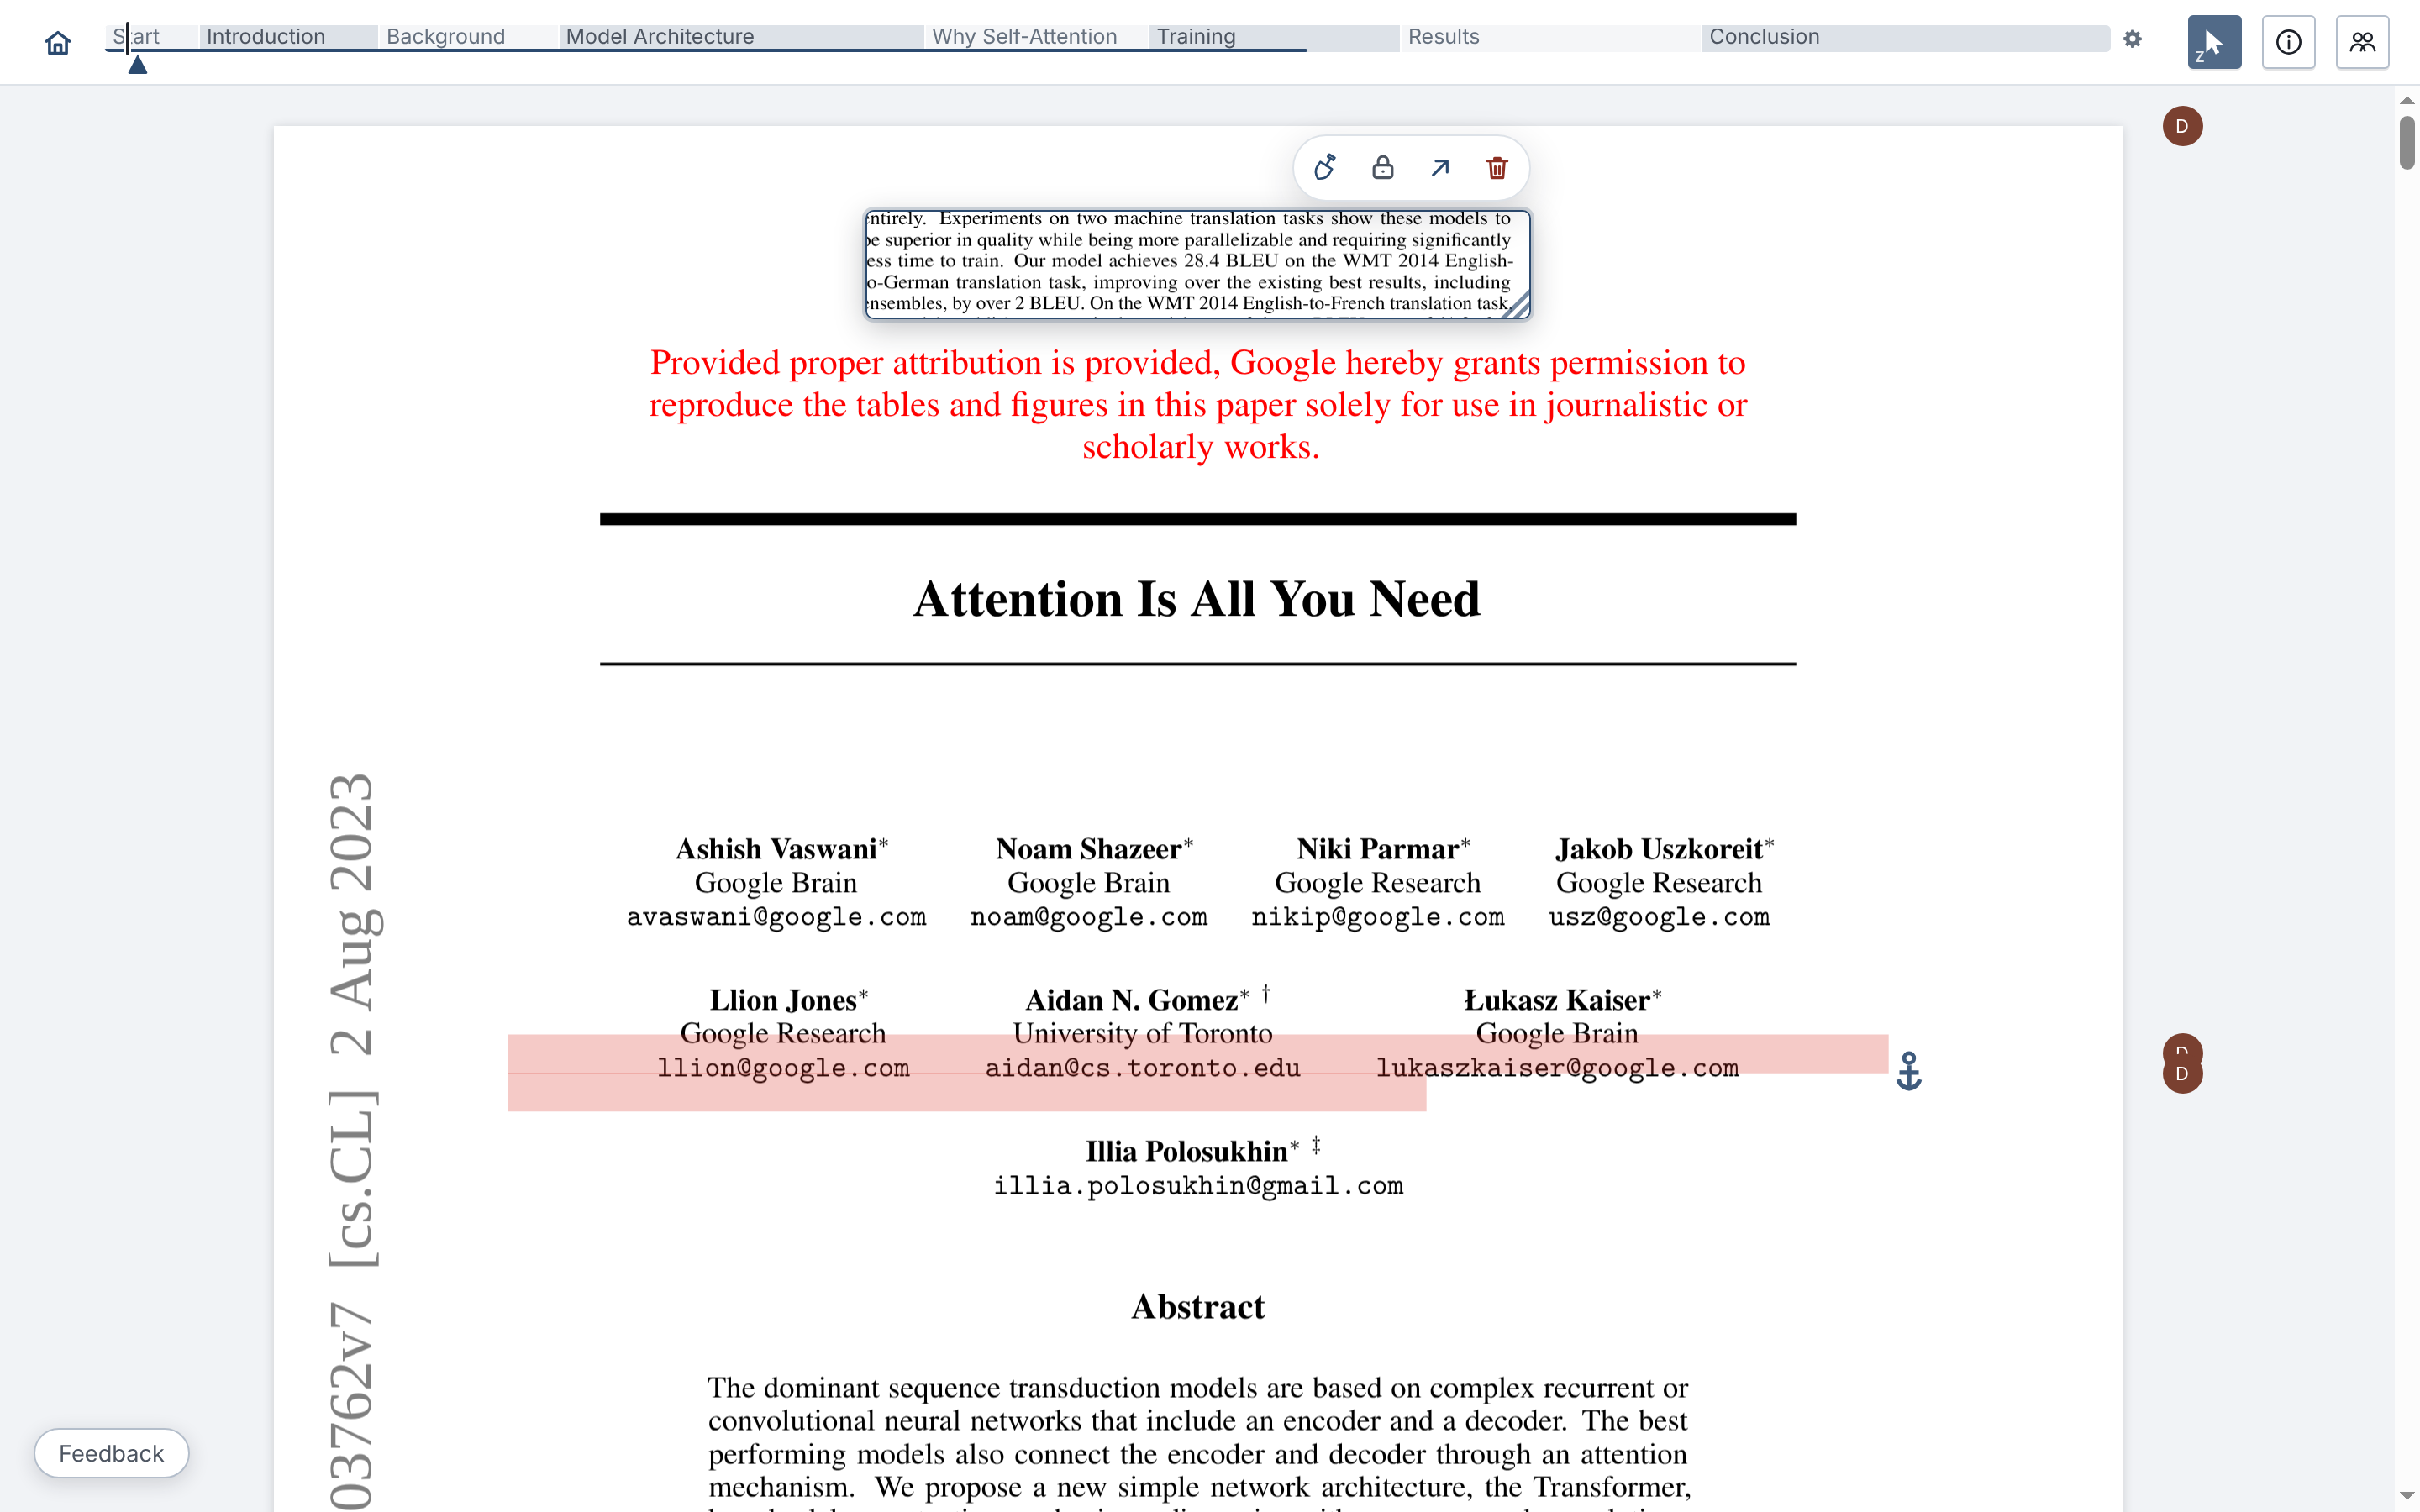 Start
Introduction
Background
Model Architecture
Why Self-Attention
Training
Results
Conclusion
Z
D
Experiments on two machine translation tasks show these models to
superior in quality while being more parallelizable and requiring significantly
time to train. Our model achieves 28.4 BLEU on the WMT 2014 English-
o-German translation task, improving over the existing best results, including
by over 2 BLEU. On the WMT 2014 English-to-French translation task,
Provided proper attribution is provided, Google hereby grants permission to
reproduce the tables and figures in this paper solely for use in journalistic or
scholarly works.
Attention Is All You Need
Ashish Vaswani*
Google Brain
avaswani@google.com
Noam Shazeer*
Google Brain
noam@google.com
Niki Parmar*
Google Research
nikip@google.com
Jakob Uszkoreit*
Google Research
usz@google.com
Llion Jones*
Google Research
llion@google.com
Aidan N. Gomez* †
University of Toronto
aidan@cs.toronto.edu
Łukasz Kaiser*
Google Brain
lukaszkaiser@google.com
D
D
Illia Polosukhin* ‡
illia.polosukhin@gmail.com
03762v7 [cs.CL] 2 Aug 2023
Abstract
The dominant sequence transduction models are based on complex recurrent or
convolutional neural networks that include an encoder and a decoder. The best
performing models also connect the encoder and decoder through an attention
mechanism. We propose a new simple network architecture, the Transformer,
Feedback